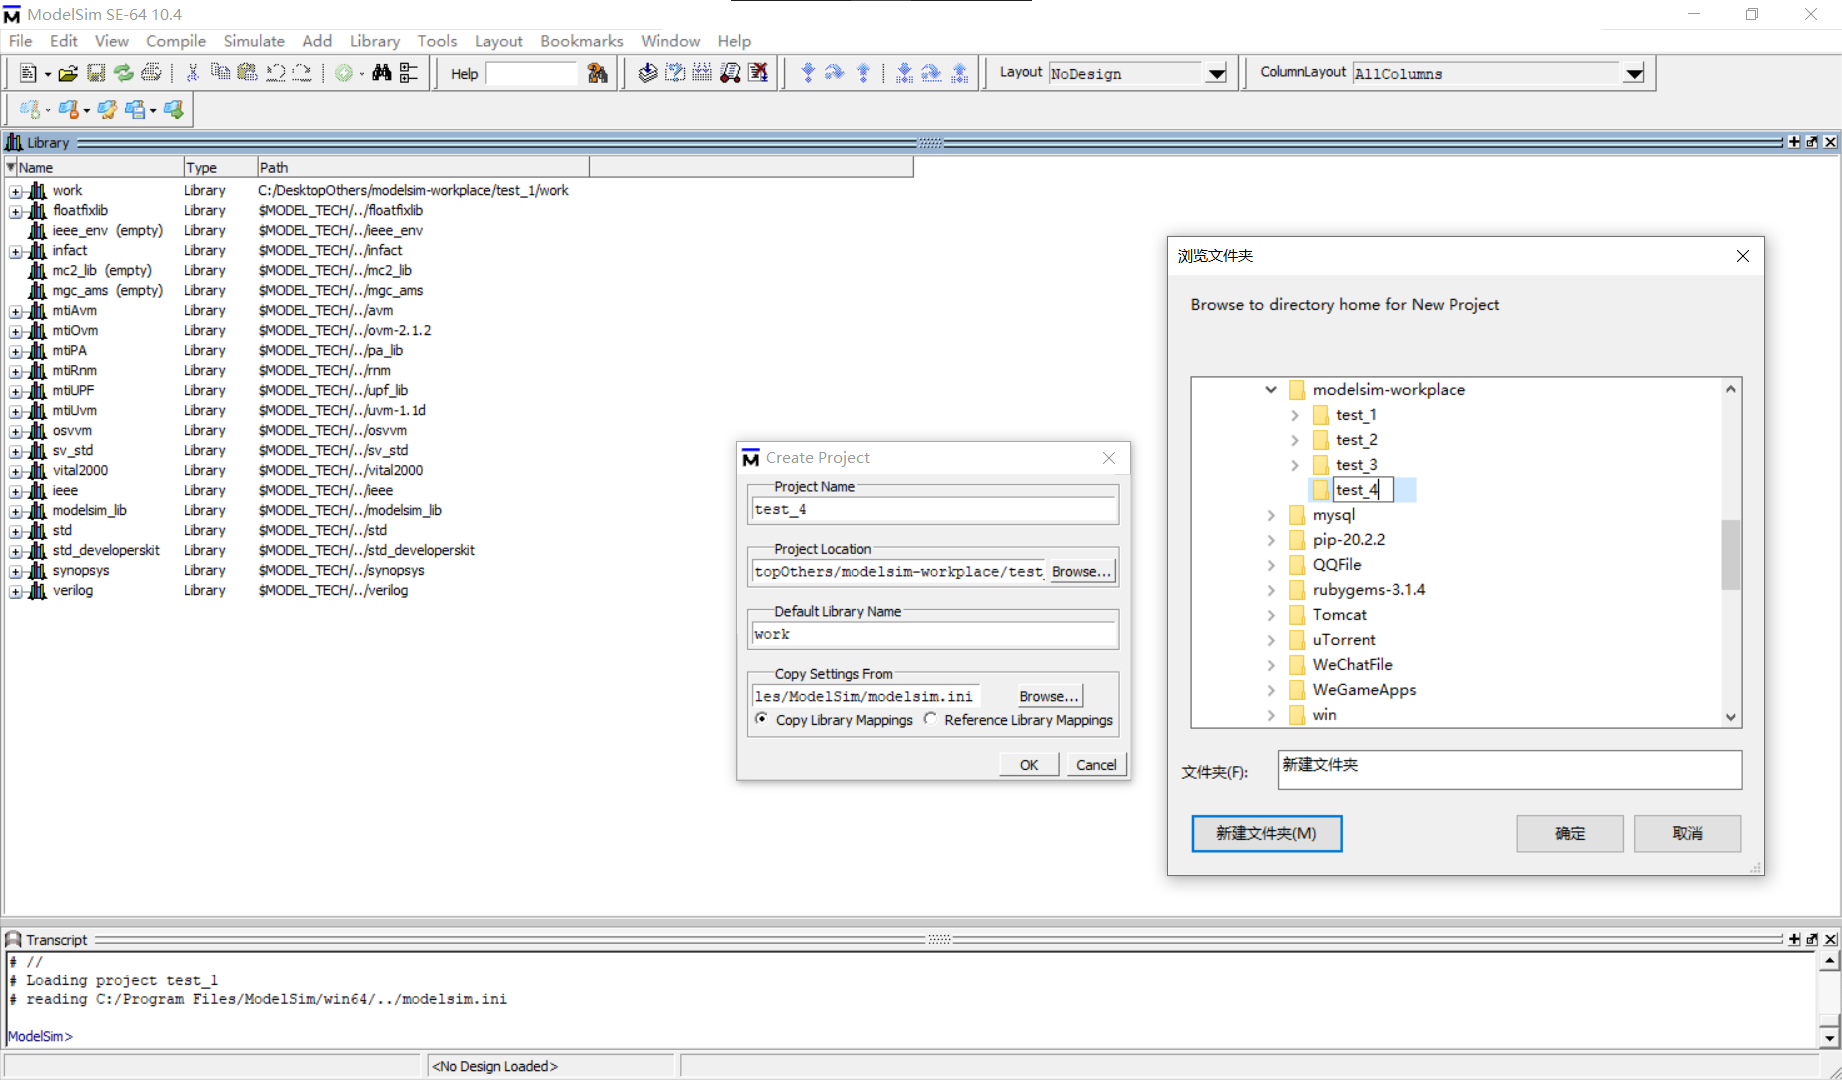 ModelSim SE-64 10.4
File Edit View Compile Simulate Add Library Tools Layout Bookmarks Window Help
Help Layout NoDesign ColumnLayout AllColumns
Library
Name Type Path
work Library C:/DesktopOthers/modelsim-workplace/test_1/work
floatfixlib Library $MODEL_TECH/../floatfixlib
ieee_env (empty) Library $MODEL_TECH/../ieee_env
infact Library $MODEL_TECH/../infact
mc2_lib (empty) Library $MODEL_TECH/../mc2_lib
mgc_ams (empty) Library $MODEL_TECH/../mgc_ams
mtiAvm Library $MODEL_TECH/../avm
mtiOvm Library $MODEL_TECH/../ovm-2.1.2
mtiPA Library $MODEL_TECH/../pa_lib
mtiRnm Library $MODEL_TECH/../rnm
mtiUPF Library $MODEL_TECH/../upf_lib
mtiUvm Library $MODEL_TECH/../uvm-1.1d
osvvm Library $MODEL_TECH/../osvvm
sv_std Library $MODEL_TECH/../sv_std
vital2000 Library $MODEL_TECH/../vital2000
ieee Library $MODEL_TECH/../ieee
modelsim_lib Library $MODEL_TECH/../modelsim_lib
std Library $MODEL_TECH/../std
std_developerskit Library $MODEL_TECH/../std_developerskit
synopsys Library $MODEL_TECH/../synopsys
verilog Library $MODEL_TECH/../verilog
Create Project
Project Name
test_4
Project Location
topOthers/modelsim-workplace/test_ Browse...
Default Library Name
work
Copy Settings From
les/ModelSim/modelsim.ini Browse...
Copy Library Mappings Reference Library Mappings
OK Cancel
浏览文件夹
Browse to directory home for New Project
modelsim-workplace
test_1
test_2
test_3
test_4
mysql
pip-20.2.2
QQFile
rubygems-3.1.4
Tomcat
uTorrent
WeChatFile
WeGameApps
win
文件夹(F): 新建文件夹
新建文件夹(M) 确定 取消
Transcript
# //
# Loading project test_1
# reading C:/Program Files/ModelSim/win64/../modelsim.ini
ModelSim>
<No Design Loaded>